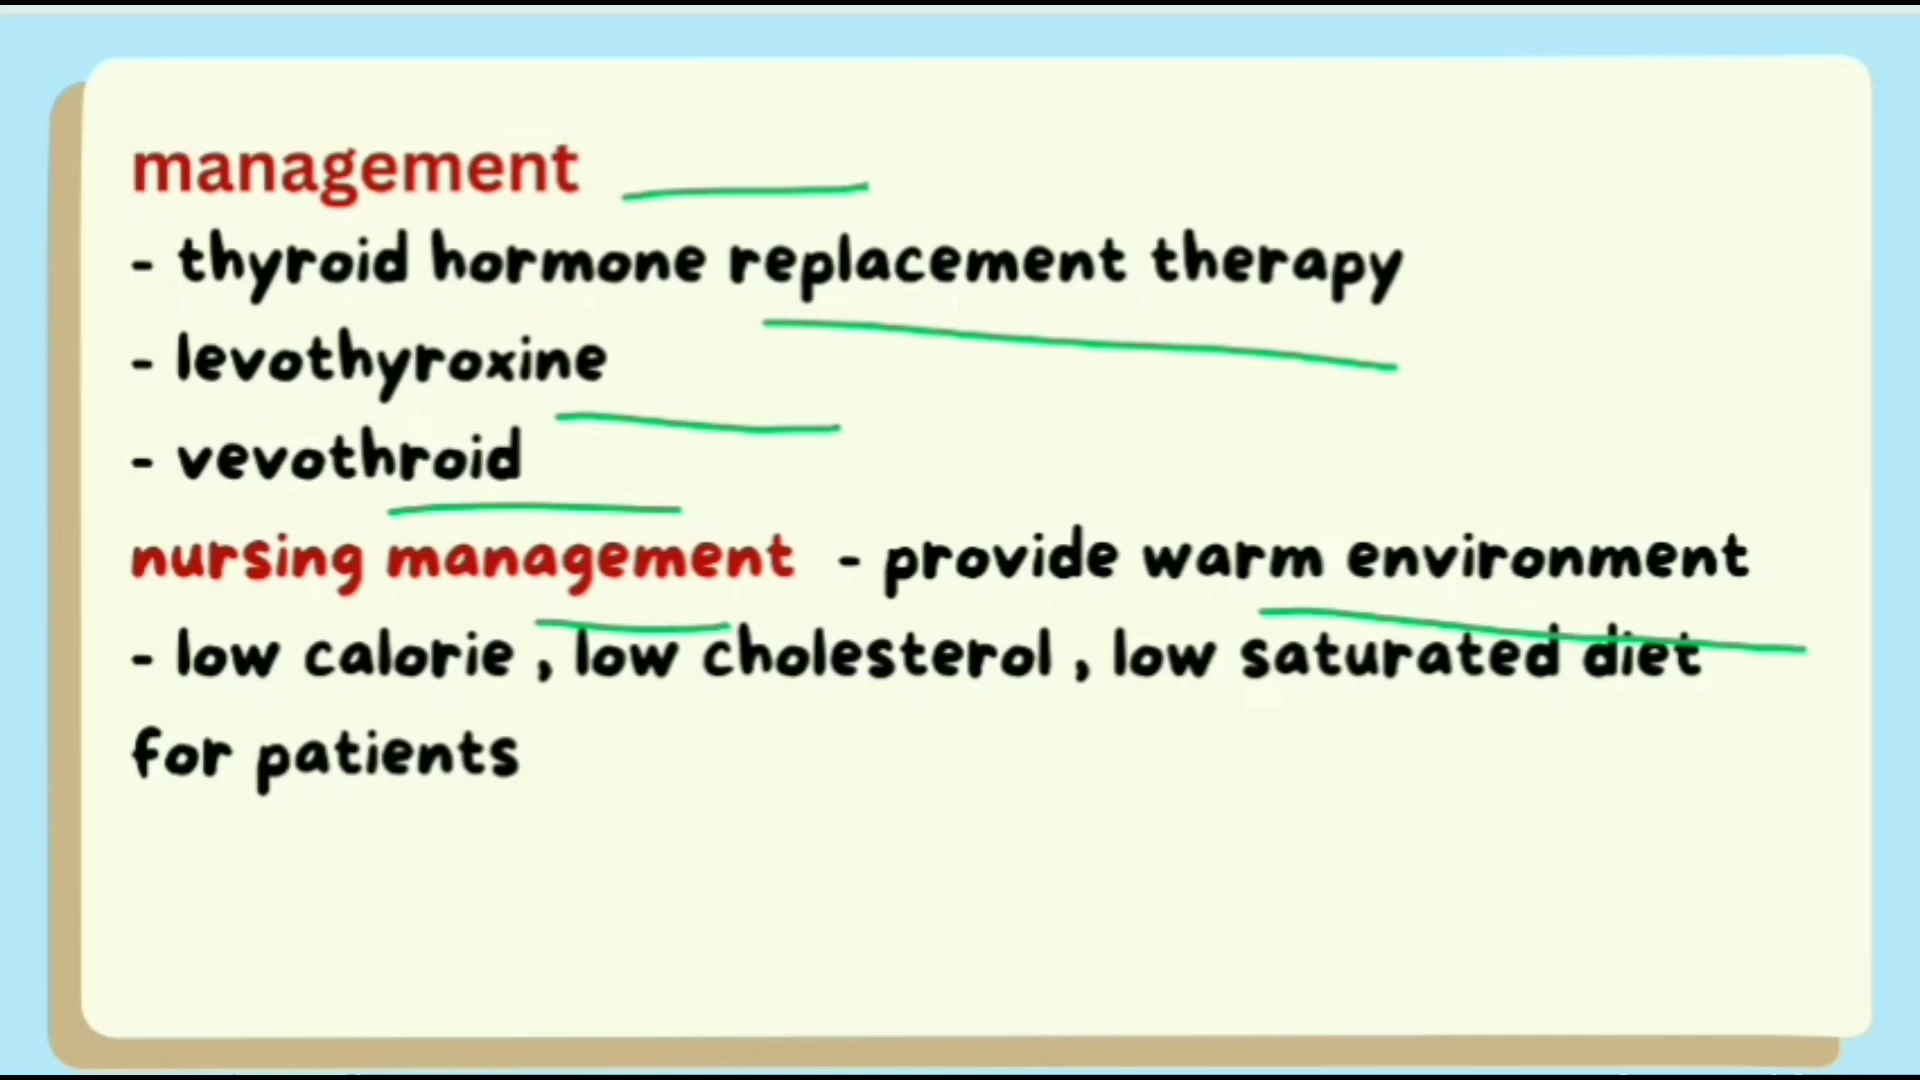 management
- thyroid hormone replacement therapy
- levothyroxine
- vevothroid
nursing management - provide warm environment
- low calorie , low cholesterol , low saturated diet
for patients